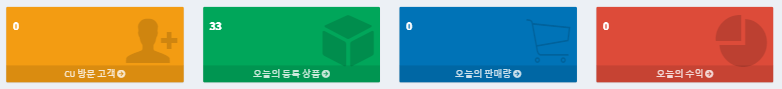 0
CU 방문 고객
33
오늘의 등록 상품
0
오늘의 판매량
0
오늘의 수익